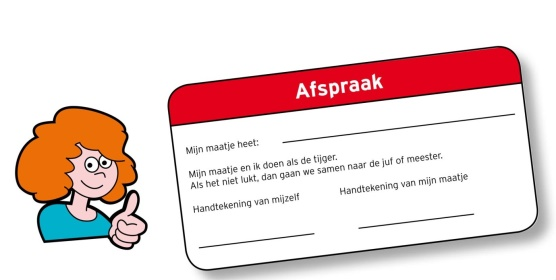 Afspraak
Mijn maatje heet:
Mijn maatje en ik doen als de tijger.
Als het niet lukt, dan gaan we samen naar de juf of meester.
Handtekening van mijzelf
Handtekening van mijn maatje